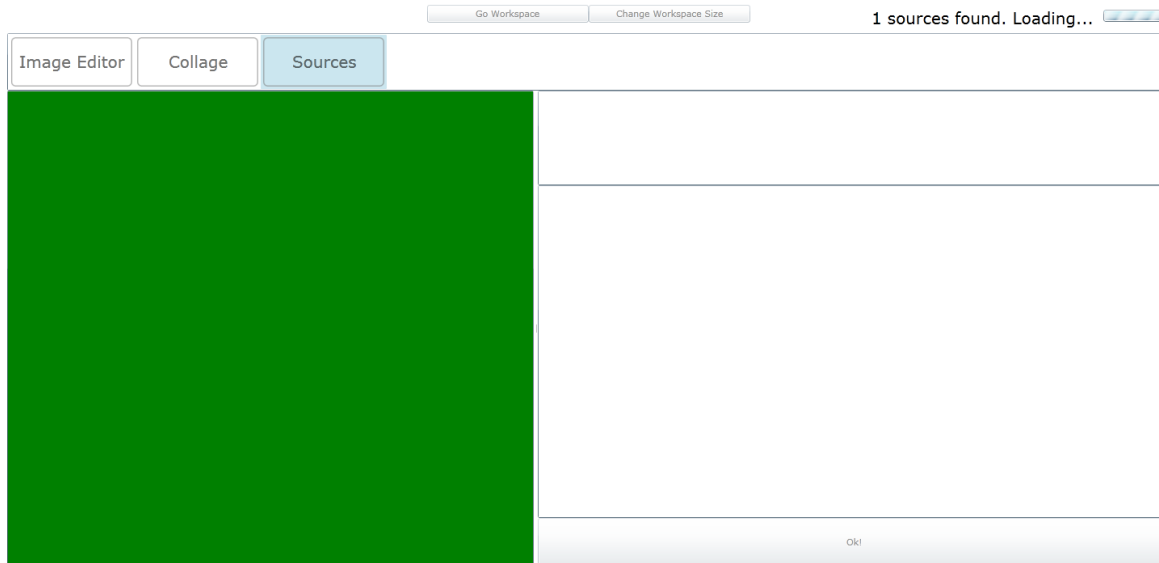 Go Workspace
Change Workspace Size
1 sources found. Loading...
Image Editor
Collage
Sources
Ok!